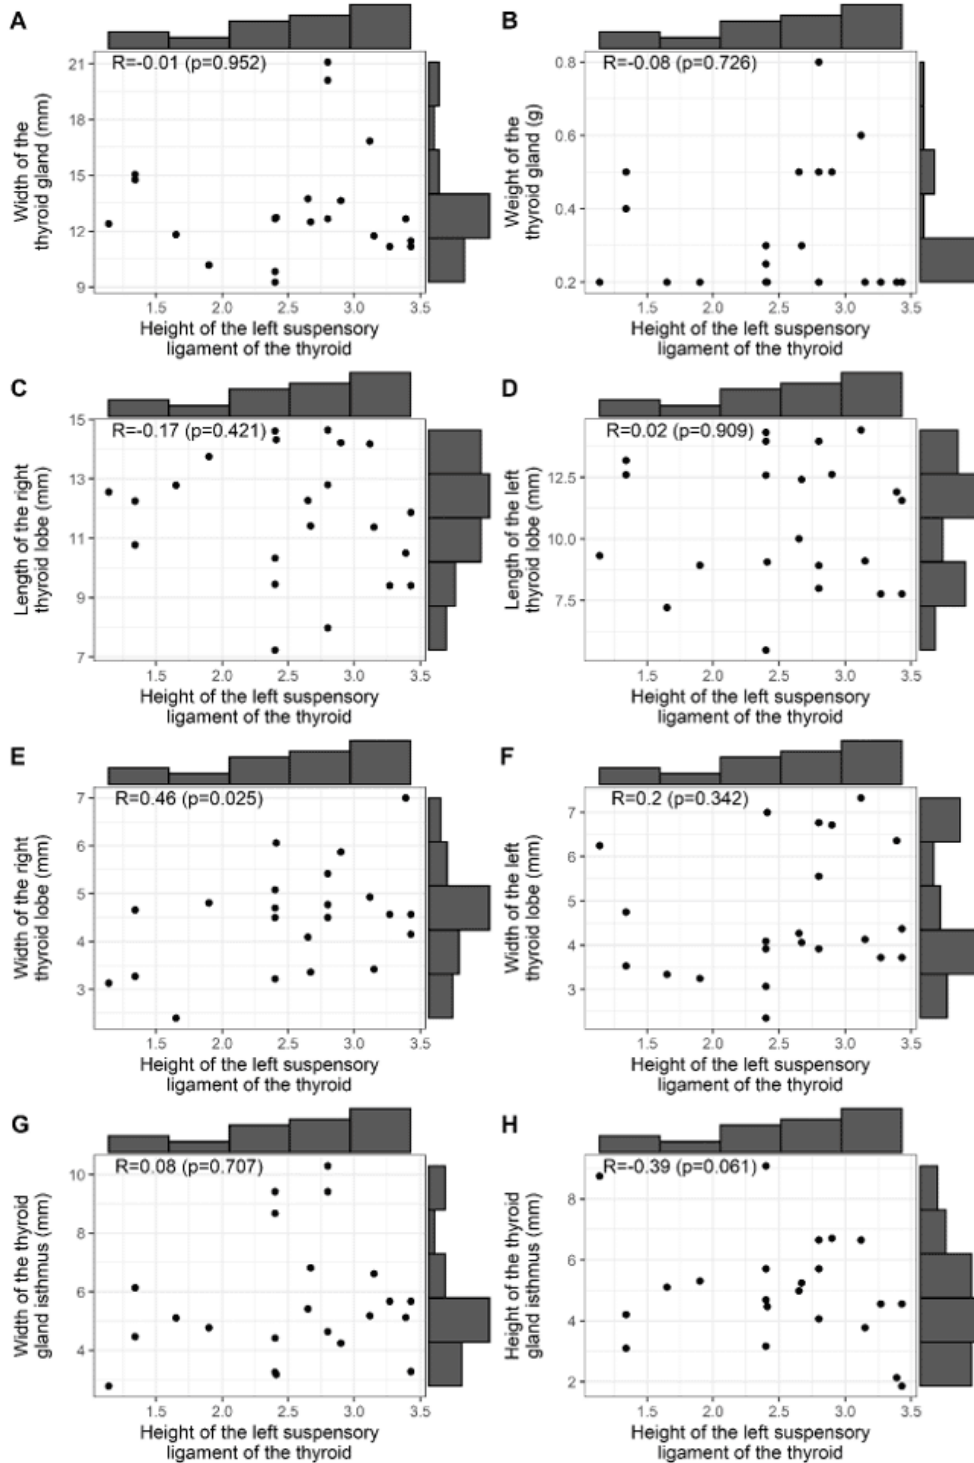 A
R=-0.01 (p=0.952)
Width of the
thyroid gland (mm)
21
18
15
12
9
1.5 2.0 2.5 3.0 3.5
Height of the left suspensory
ligament of the thyroid
B
R=-0.08 (p=0.726)
Weight of the
thyroid gland (g)
0.8
0.6
0.4
0.2
1.5 2.0 2.5 3.0 3.5
Height of the left suspensory
ligament of the thyroid
C
R=-0.17 (p=0.421)
Length of the right
thyroid lobe (mm)
15
13
11
9
7
1.5 2.0 2.5 3.0 3.5
Height of the left suspensory
ligament of the thyroid
D
R=0.02 (p=0.909)
Length of the left
thyroid lobe (mm)
12.5
10.0
7.5
1.5 2.0 2.5 3.0 3.5
Height of the left suspensory
ligament of the thyroid
E
R=0.46 (p=0.025)
Width of the right
thyroid lobe (mm)
7
6
5
4
3
1.5 2.0 2.5 3.0 3.5
Height of the left suspensory
ligament of the thyroid
F
R=0.2 (p=0.342)
Width of the left
thyroid lobe (mm)
7
6
5
4
3
1.5 2.0 2.5 3.0 3.5
Height of the left suspensory
ligament of the thyroid
G
R=0.08 (p=0.707)
Width of the thyroid
gland isthmus (mm)
10
8
6
4
1.5 2.0 2.5 3.0 3.5
Height of the left suspensory
ligament of the thyroid
H
R=-0.39 (p=0.061)
Height of the thyroid
gland isthmus (mm)
8
6
4
2
1.5 2.0 2.5 3.0 3.5
Height of the left suspensory
ligament of the thyroid